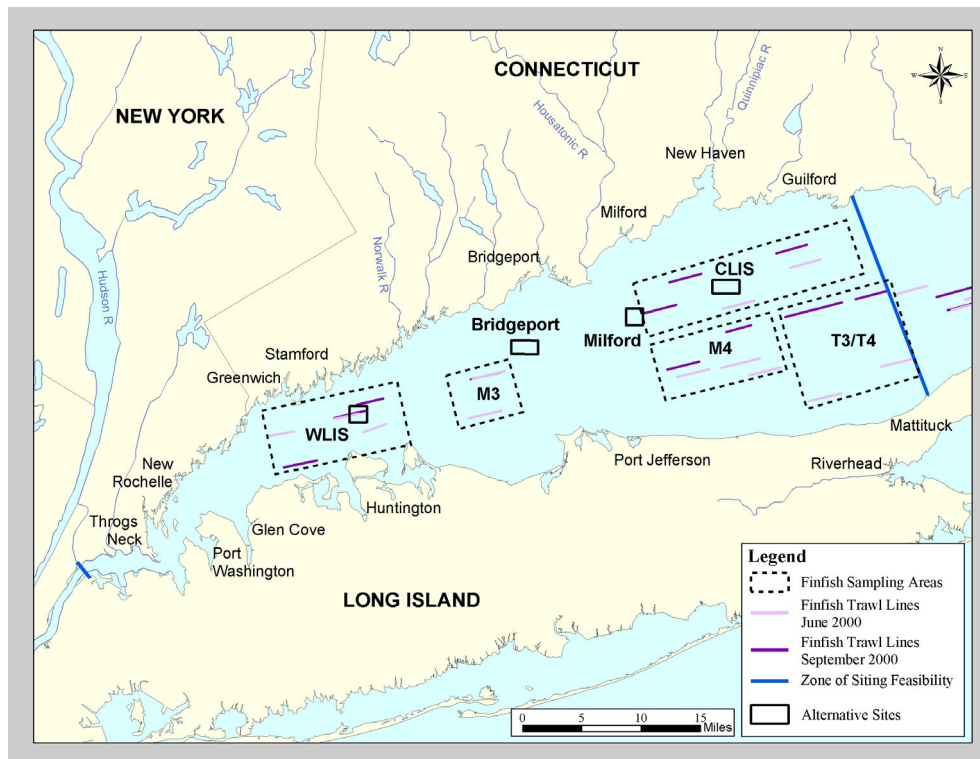 CONNECTICUT
NEW YORK
N
W
E
S
Quinnipiac R
Housatonic R
New Haven
Guilford
Milford
Hudson R
Norwalk R
Bridgeport
CLIS
Bridgeport
Milford
M4
T3/T4
Stamford
Greenwich
M3
WLIS
Mattituck
Port Jefferson
Riverhead
New
Rochelle
Huntington
Throgs
Neck
Glen Cove
Port
Washington
LONG ISLAND
Legend
Finfish Sampling Areas
Finfish Trawl Lines
June 2000
Finfish Trawl Lines
September 2000
Zone of Siting Feasibility
Alternative Sites
0 5 10 15
Miles